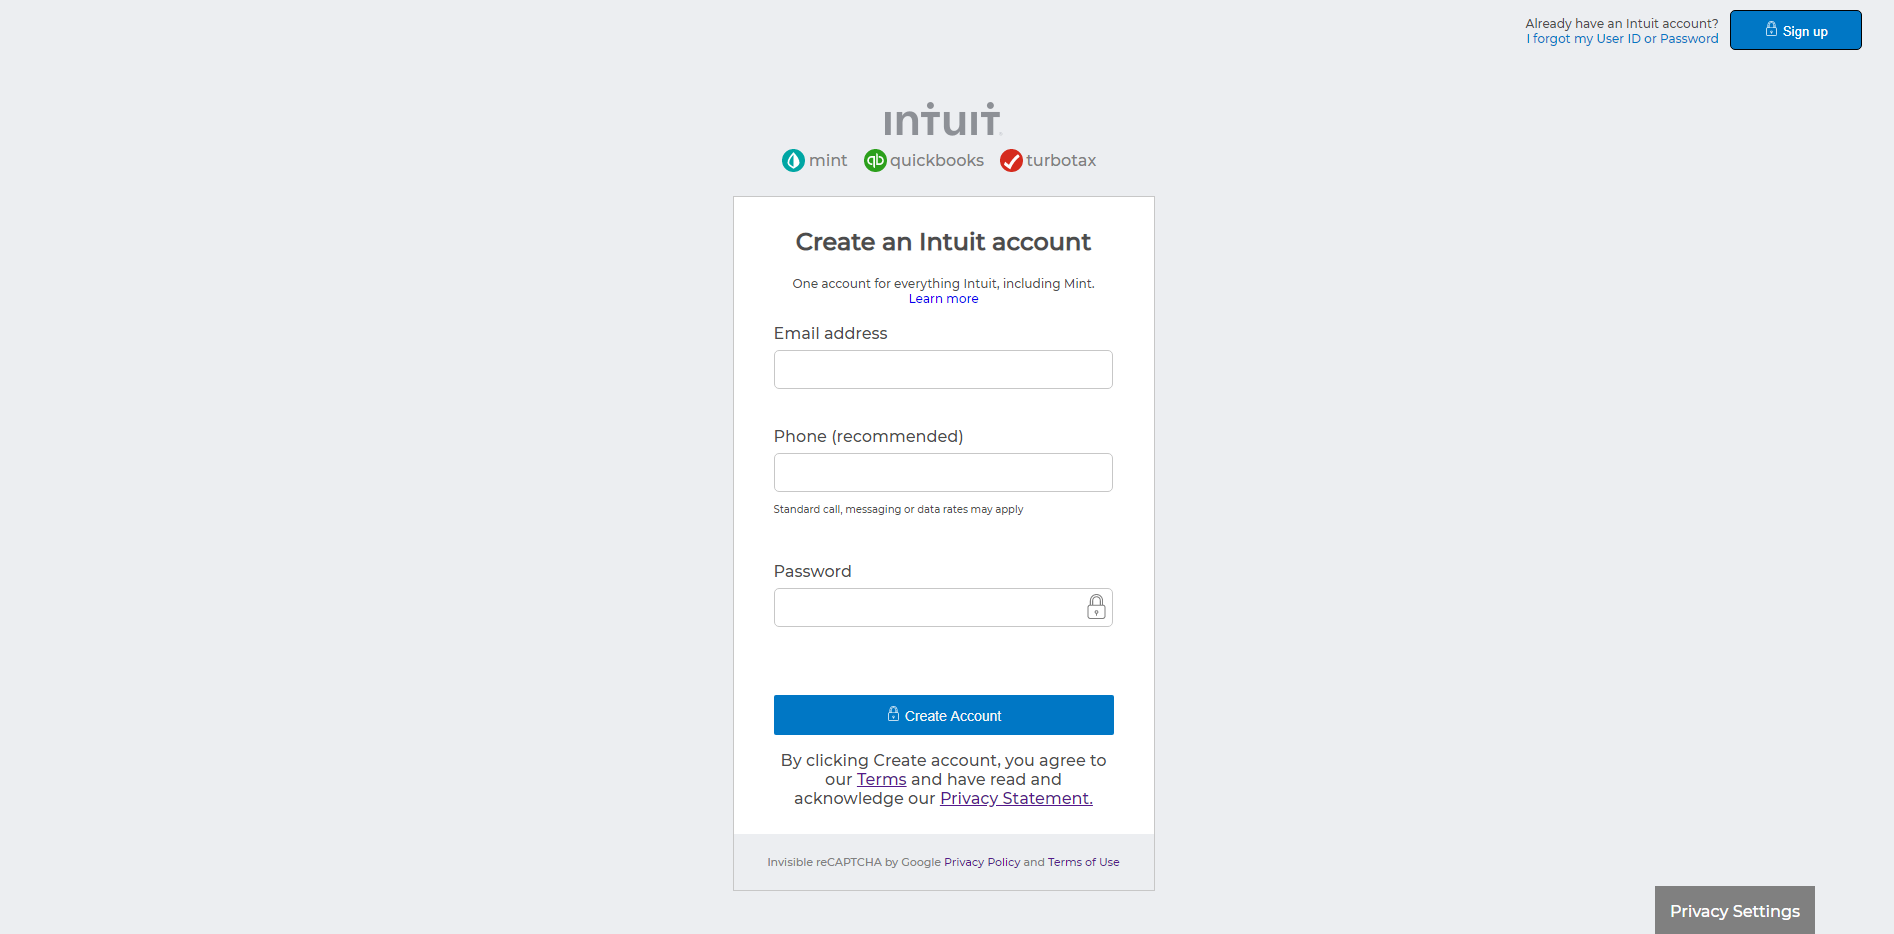 Already have an Intuit account?
I forgot my User ID or Password
Sign up
intuit
mint qb quickbooks turbotax
Create an Intuit account
One account for everything Intuit, including Mint.
Learn more
Email address
Phone (recommended)
Standard call, messaging or data rates may apply
Password
Create Account
By clicking Create account, you agree to
our Terms and have read and
acknowledge our Privacy Statement.
Invisible reCAPTCHA by Google Privacy Policy and Terms of Use
Privacy Settings